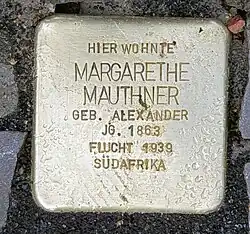 HIER WOHNTE
MARGARETHE
MAUTHNER
GEB. ALEXANDER
JG. 1863
FLUCHT 1939
SÜDAFRIKA